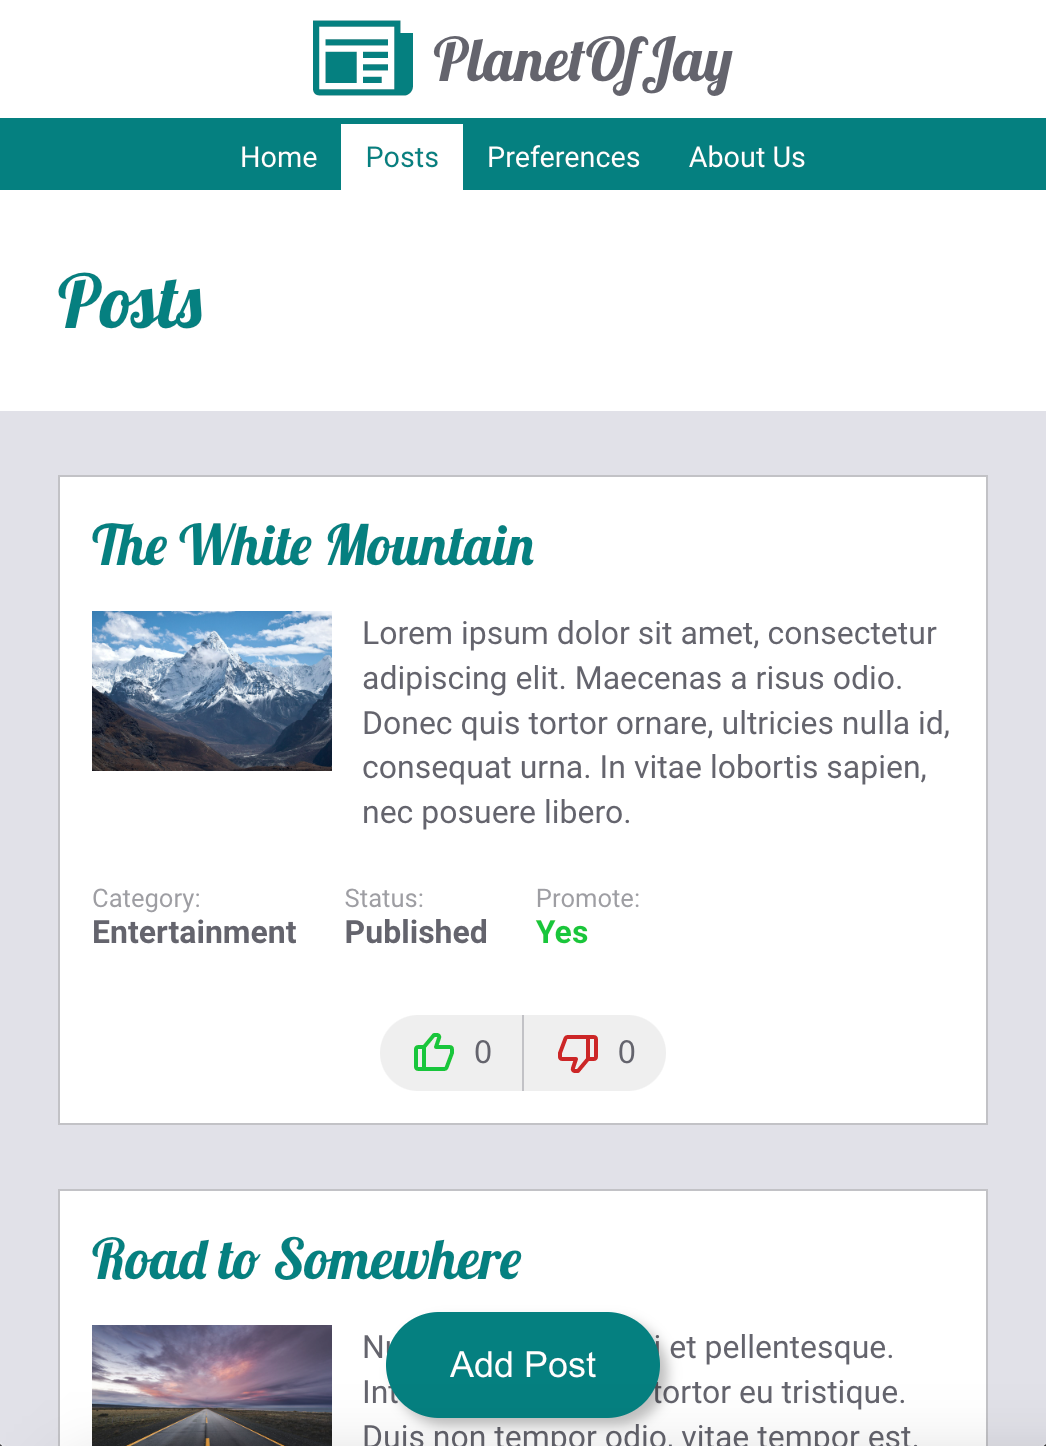 PlanetOfJay
Home Posts Preferences About Us
Posts
The White Mountain
Lorem ipsum dolor sit amet, consectetur
adipiscing elit. Maecenas a risus odio.
Donec quis tortor ornare, ultricies nulla id,
consequat urna. In vitae lobortis sapien,
nec posuere libero.
Category: Status: Promote:
Entertainment Published Yes
0 0
Road to Somewhere
et pellentesque.
tortor eu tristique.
Duis non tempor odio, vitae tempor est.
Add Post